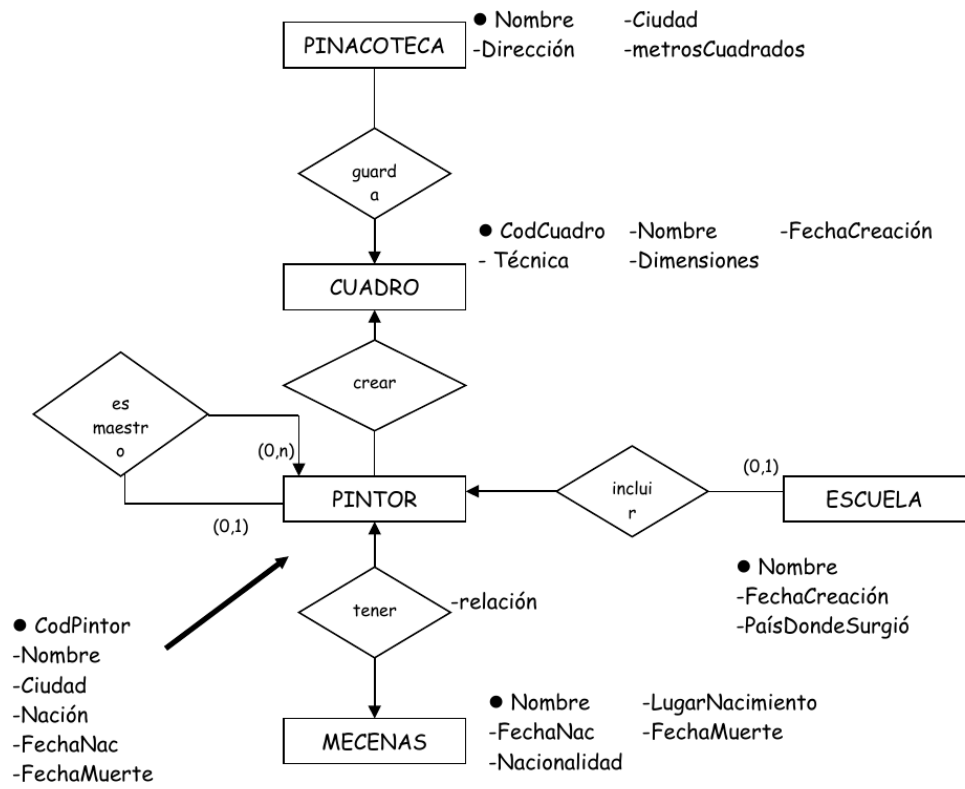 ● Nombre -Ciudad
PINACOTECA
-Dirección -metrosCuadrados
guard
a
● CodCuadro -Nombre -FechaCreación
- Técnica -Dimensiones
CUADRO
crear
es
maestr
o
(0,n)
(0,1)
PINTOR
inclui
r
(0,1)
ESCUELA
● Nombre
-FechaCreación
-PaísDondeSurgió
tener
-relación
● CodPintor
-Nombre
-Ciudad
-Nación
-FechaNac
-FechaMuerte
MECENAS
● Nombre -LugarNacimiento
-FechaNac -FechaMuerte
-Nacionalidad